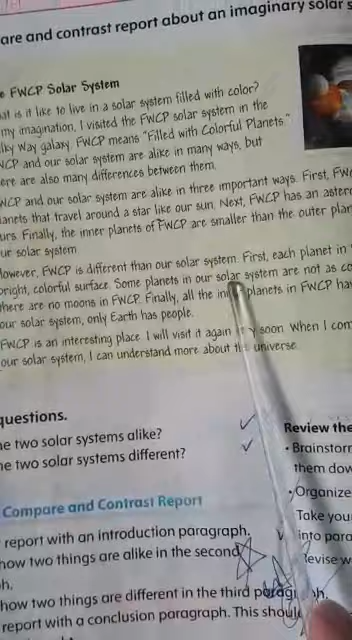 are and contrast report about an imaginary solar s
e FWCP Solar System
at is it like to live in a solar system filled with color?
my imagination, I visited the FWCP solar system in the
lky Way galaxy. FWCP means "Filled with Colorful Planets."
WCP and our solar system are alike in many ways, but
ere are also many differences between them.
WCP and our solar system are alike in three important ways. First, FWC
lanets that travel around a star like our sun. Next, FWCP has an aster
urs. Finally, the inner planets of FWCP are smaller than the outer plan
ur solar system
However, FWCP is different than our solar system. First, each planet in
bright, colorful surface. Some planets in our solar system are not as co
there are no moons in FWCP. Finally, all the planets in FWCP hav
our solar system, only Earth has people.
FWCP is an interesting place. I will visit it again soon. When I com
our solar system, I can understand more about the universe.
questions.
he two solar systems alike?
he two solar systems different?
Review the
• Brainstorm
them dow
• Organize
Take you
into para
Revise w
Compare and Contrast Report
report with an introduction paragraph.
how two things are alike in the second
h.
how two things are different in the third paragraph.
report with a conclusion paragraph. This should